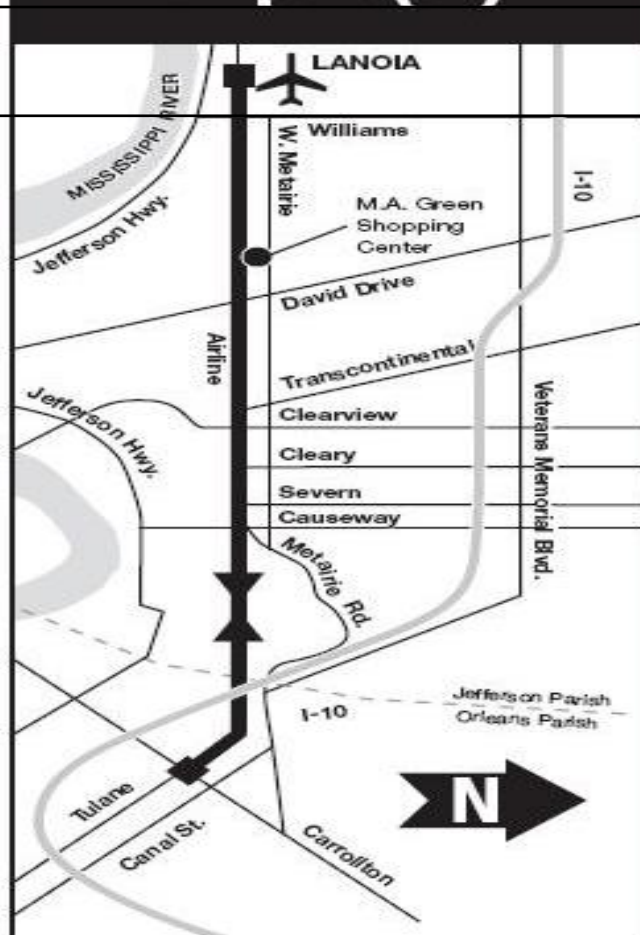 LANOIA
MISSISSIPPI RIVER
W. Metairie
Williams
I-10
M.A. Green
Shopping
Center
Jefferson Hwy.
David Drive
Airline
Transcontinental
Jefferson Hwy.
Clearview
Veterans Memorial Blvd.
Cleary
Severn
Causeway
Metairie Rd.
Jefferson Parish
Orleans Parish
I-10
N
Tulane
Canal St.
Carrollton